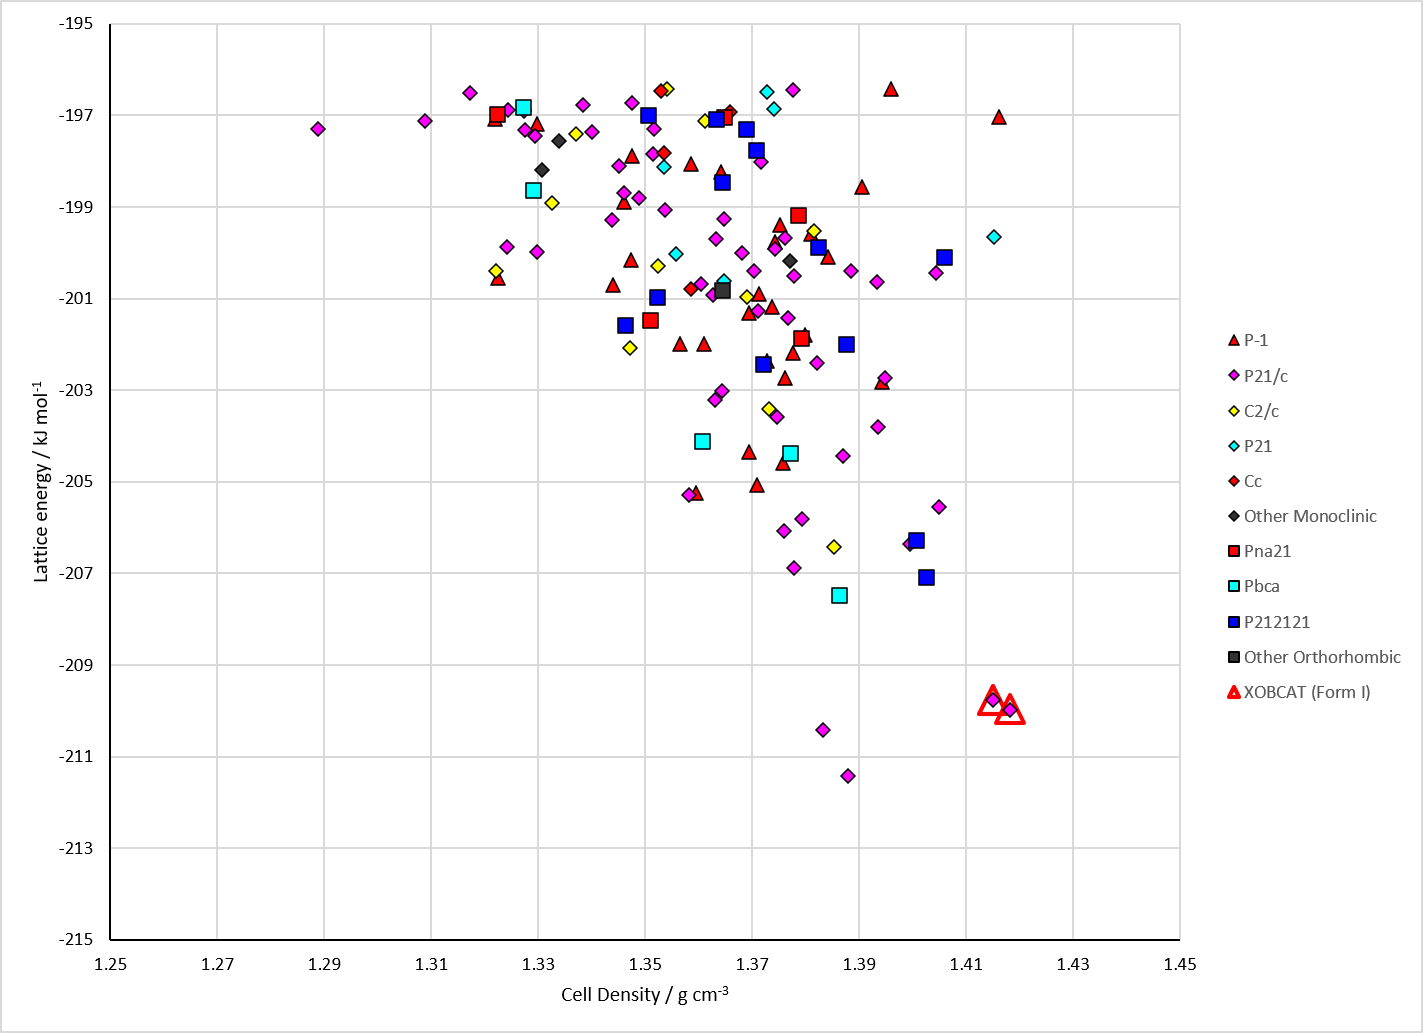 -195
-197
-199
-201
-203
-205
-207
-209
-211
-213
-215
Lattice energy / kJ mol-1
1.25 1.27 1.29 1.31 1.33 1.35 1.37 1.39 1.41 1.43 1.45
Cell Density / g cm-3
P-1
P21/c
C2/c
P21
Cc
Other Monoclinic
Pna21
Pbca
P212121
Other Orthorhombic
XOBCAT (Form I)